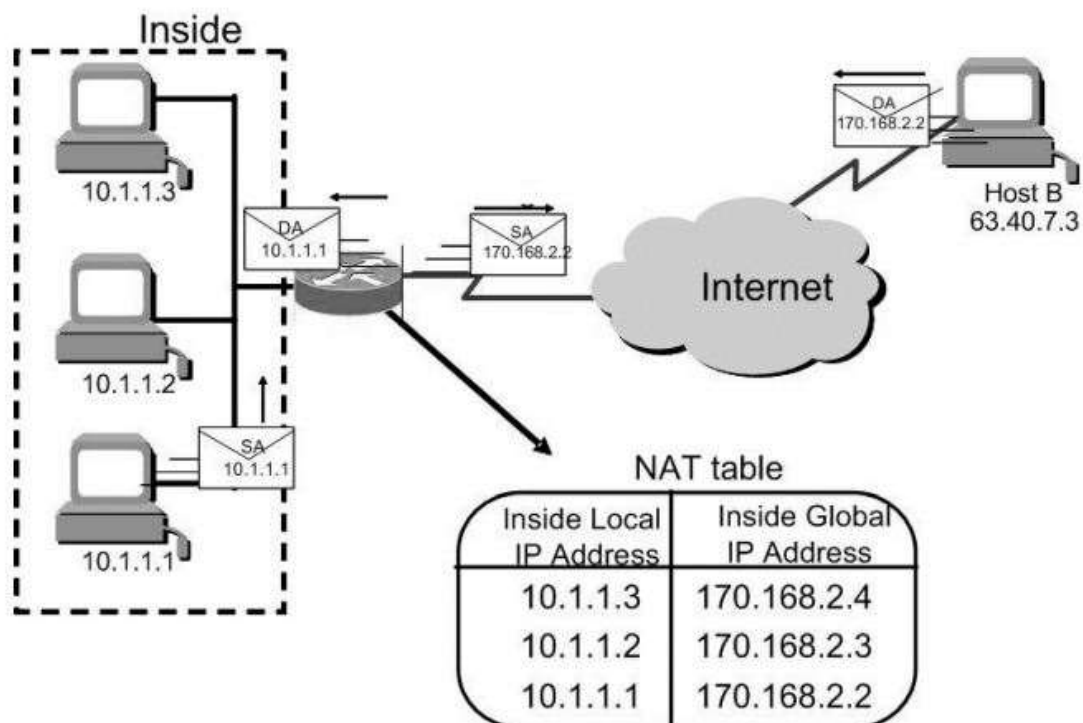 Inside
10.1.1.3
10.1.1.2
10.1.1.1
SA
10.1.1.1
DA
10.1.1.1
SA
170.168.2.2
DA
170.168.2.2
Host B
63.40.7.3
Internet
NAT table
Inside Local IP Address
Inside Global IP Address
10.1.1.3 170.168.2.4
10.1.1.2 170.168.2.3
10.1.1.1 170.168.2.2